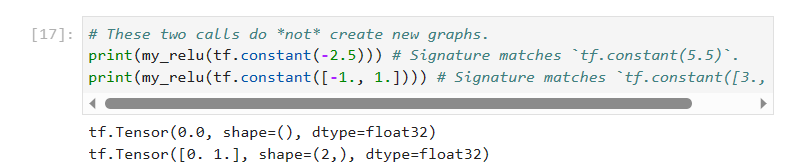 [17]: # These two calls do *not* create new graphs.
print(my_relu(tf.constant(-2.5))) # Signature matches `tf.constant(5.5)`.
print(my_relu(tf.constant([-1., 1.]))) # Signature matches `tf.constant([3.,
tf.Tensor(0.0, shape=(), dtype=float32)
tf.Tensor([0. 1.], shape=(2,), dtype=float32)